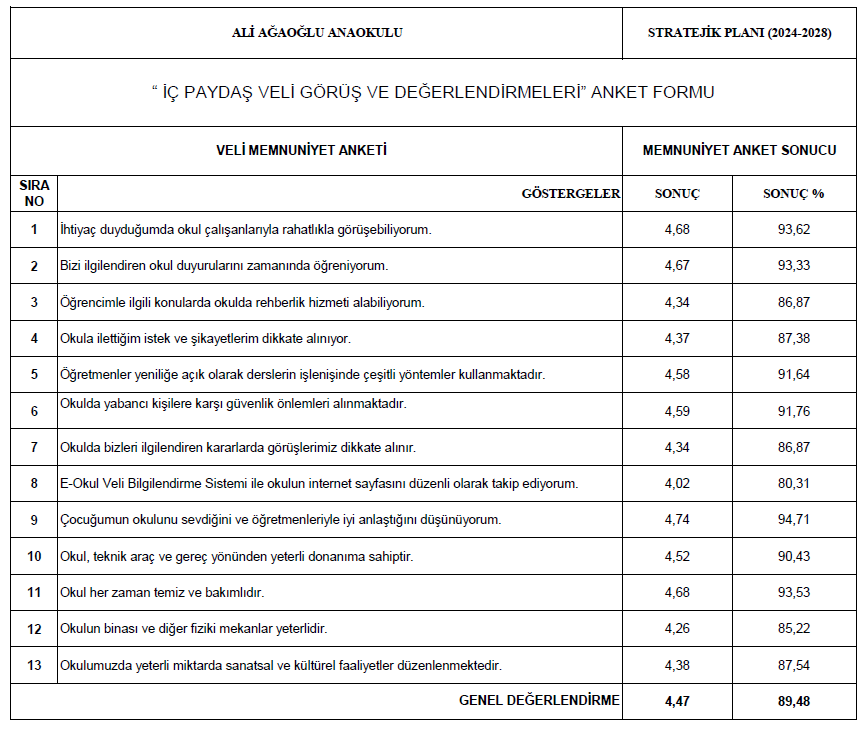 ALİ AĞAOĞLU ANAOKULU STRATEJİK PLANI (2024-2028)
“ İÇ PAYDAŞ VELİ GÖRÜŞ VE DEĞERLENDİRMELERİ” ANKET FORMU
VELİ MEMNUNİYET ANKETİ MEMNUNİYET ANKET SONUCU
SIRA NO GÖSTERGELER SONUÇ SONUÇ %
1 İhtiyaç duyduğumda okul çalışanlarıyla rahatlıkla görüşebiliyorum. 4,68 93,62
2 Bizi ilgilendiren okul duyurularını zamanında öğreniyorum. 4,67 93,33
3 Öğrencimle ilgili konularda okulda rehberlik hizmeti alabiliyorum. 4,34 86,87
4 Okula ilettiğim istek ve şikayetlerim dikkate alınıyor. 4,37 87,38
5 Öğretmenler yeniliğe açık olarak derslerin işlenişinde çeşitli yöntemler kullanmaktadır. 4,58 91,64
6 Okulda yabancı kişilere karşı güvenlik önlemleri alınmaktadır. 4,59 91,76
7 Okulda bizleri ilgilendiren kararlarda görüşlerimiz dikkate alınır. 4,34 86,87
8 E-Okul Veli Bilgilendirme Sistemi ile okulun internet sayfasını düzenli olarak takip ediyorum. 4,02 80,31
9 Çocuğumun okulunu sevdiğini ve öğretmenleriyle iyi anlaştığını düşünüyorum. 4,74 94,71
10 Okul, teknik araç ve gereç yönünden yeterli donanıma sahiptir. 4,52 90,43
11 Okul her zaman temiz ve bakımlıdır. 4,68 93,53
12 Okulun binası ve diğer fiziki mekanlar yeterlidir. 4,26 85,22
13 Okulumuzda yeterli miktarda sanatsal ve kültürel faaliyetler düzenlenmektedir. 4,38 87,54
GENEL DEĞERLENDİRME 4,47 89,48